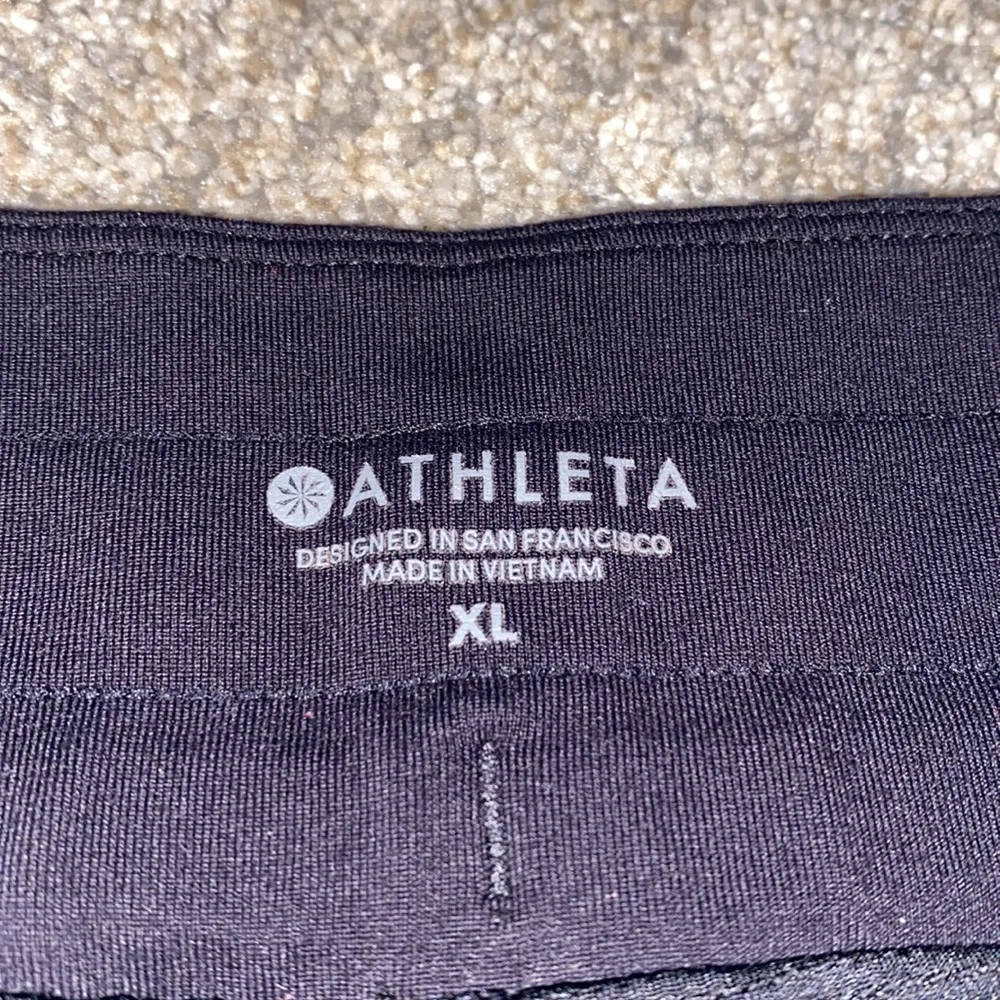 ATHLETA
DESIGNED IN SAN FRANCISCO
MADE IN VIETNAM
XL